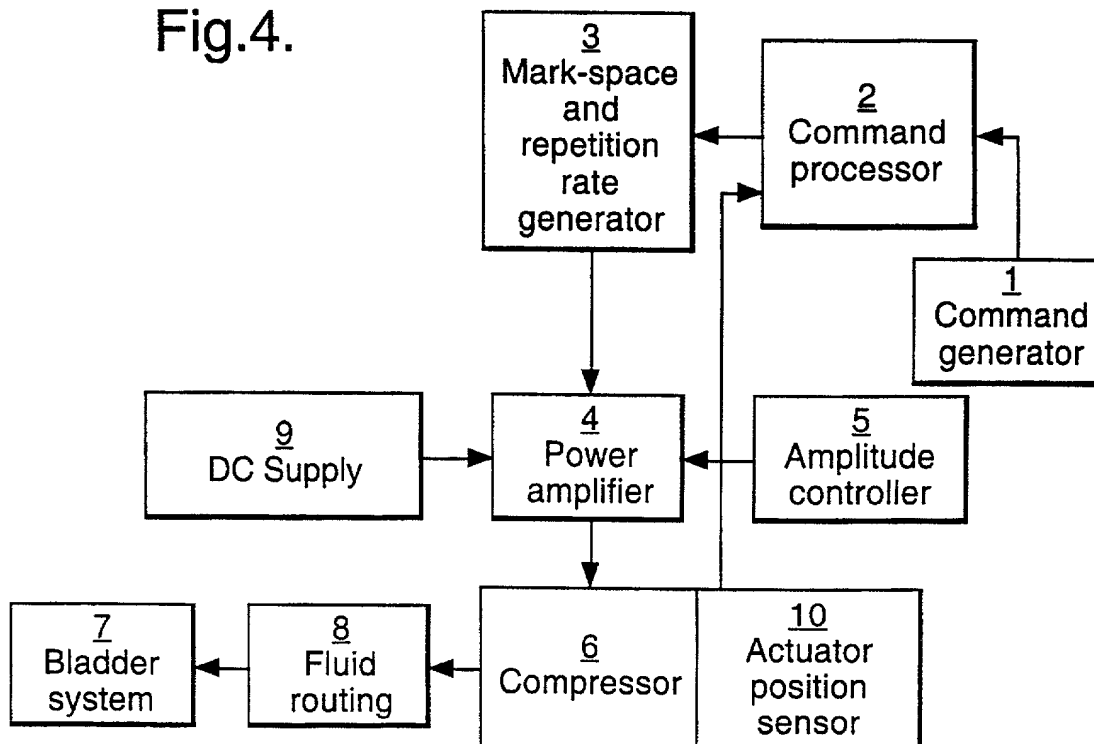 Fig.4.
3
Mark-space
and
repetition
rate
generator
2
Command
processor
1
Command
generator
9
DC Supply
4
Power
amplifier
5
Amplitude
controller
7
Bladder
system
8
Fluid
routing
6
Compressor
10
Actuator
position
sensor